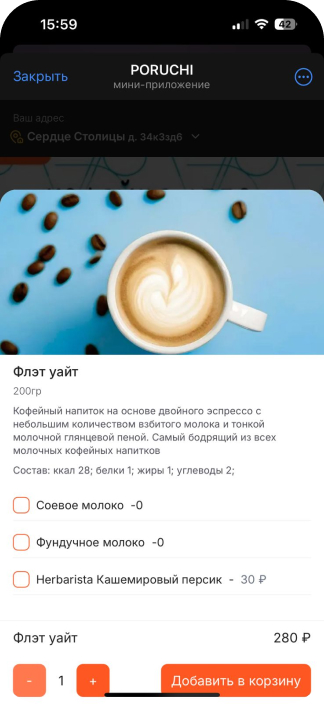 15:59
42
Закрыть
PORUCHI
мини-приложение
Ваш адрес
Сердце Столицы д. 34к3зд6
Флэт уайт
200гр
Кофейный напиток на основе двойного эспрессо с
небольшим количеством взбитого молока и тонкой
молочной глянцевой пеной. Самый бодрящий из всех
молочных кофейных напитков
Состав: ккал 28; белки 1; жиры 1; углеводы 2;
Соевое молоко -0
Фундучное молоко -0
Herbarista Кашемировый персик - 30 ₽
Флэт уайт 280 ₽
- 1 + Добавить в корзину